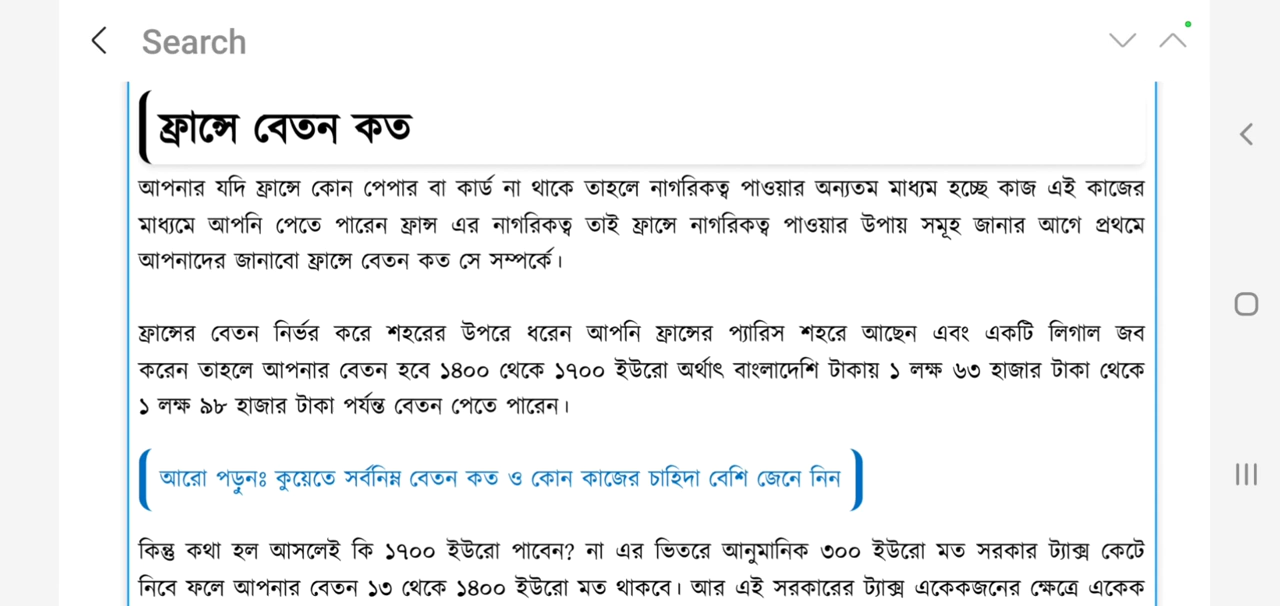 Search
ফ্রান্সে বেতন কত
আপনার যদি ফ্রান্সে কোন পেপার বা কার্ড না থাকে তাহলে নাগরিকত্ব পাওয়ার অন্যতম মাধ্যম হচ্ছে কাজ এই কাজের
মাধ্যমে আপনি পেতে পারেন ফ্রান্স এর নাগরিকত্ব তাই ফ্রান্সে নাগরিকত্ব পাওয়ার উপায় সমূহ জানার আগে প্রথমে
আপনাদের জানাবো ফ্রান্সে বেতন কত সে সম্পর্কে।
ফ্রান্সের বেতন নির্ভর করে শহরের উপরে ধরেন আপনি ফ্রান্সের প্যারিস শহরে আছেন এবং একটি লিগাল জব
করেন তাহলে আপনার বেতন হবে ১৪০০ থেকে ১৭০০ ইউরো অর্থাৎ বাংলাদেশি টাকায় ১ লক্ষ ৬৩ হাজার টাকা থেকে
১ লক্ষ ৯৮ হাজার টাকা পর্যন্ত বেতন পেতে পারেন।
আরো পড়ুনঃ কুয়েতে সর্বনিম্ন বেতন কত ও কোন কাজের চাহিদা বেশি জেনে নিন
কিন্তু কথা হল আসলেই কি ১৭০০ ইউরো পাবেন? না এর ভিতরে আনুমানিক ৩০০ ইউরো মত সরকার ট্যাক্স কেটে
নিবে ফলে আপনার বেতন ১৩ থেকে ১৪০০ ইউরো মত থাকবে। আর এই সরকারের ট্যাক্স একেকজনের ক্ষেত্রে একেক